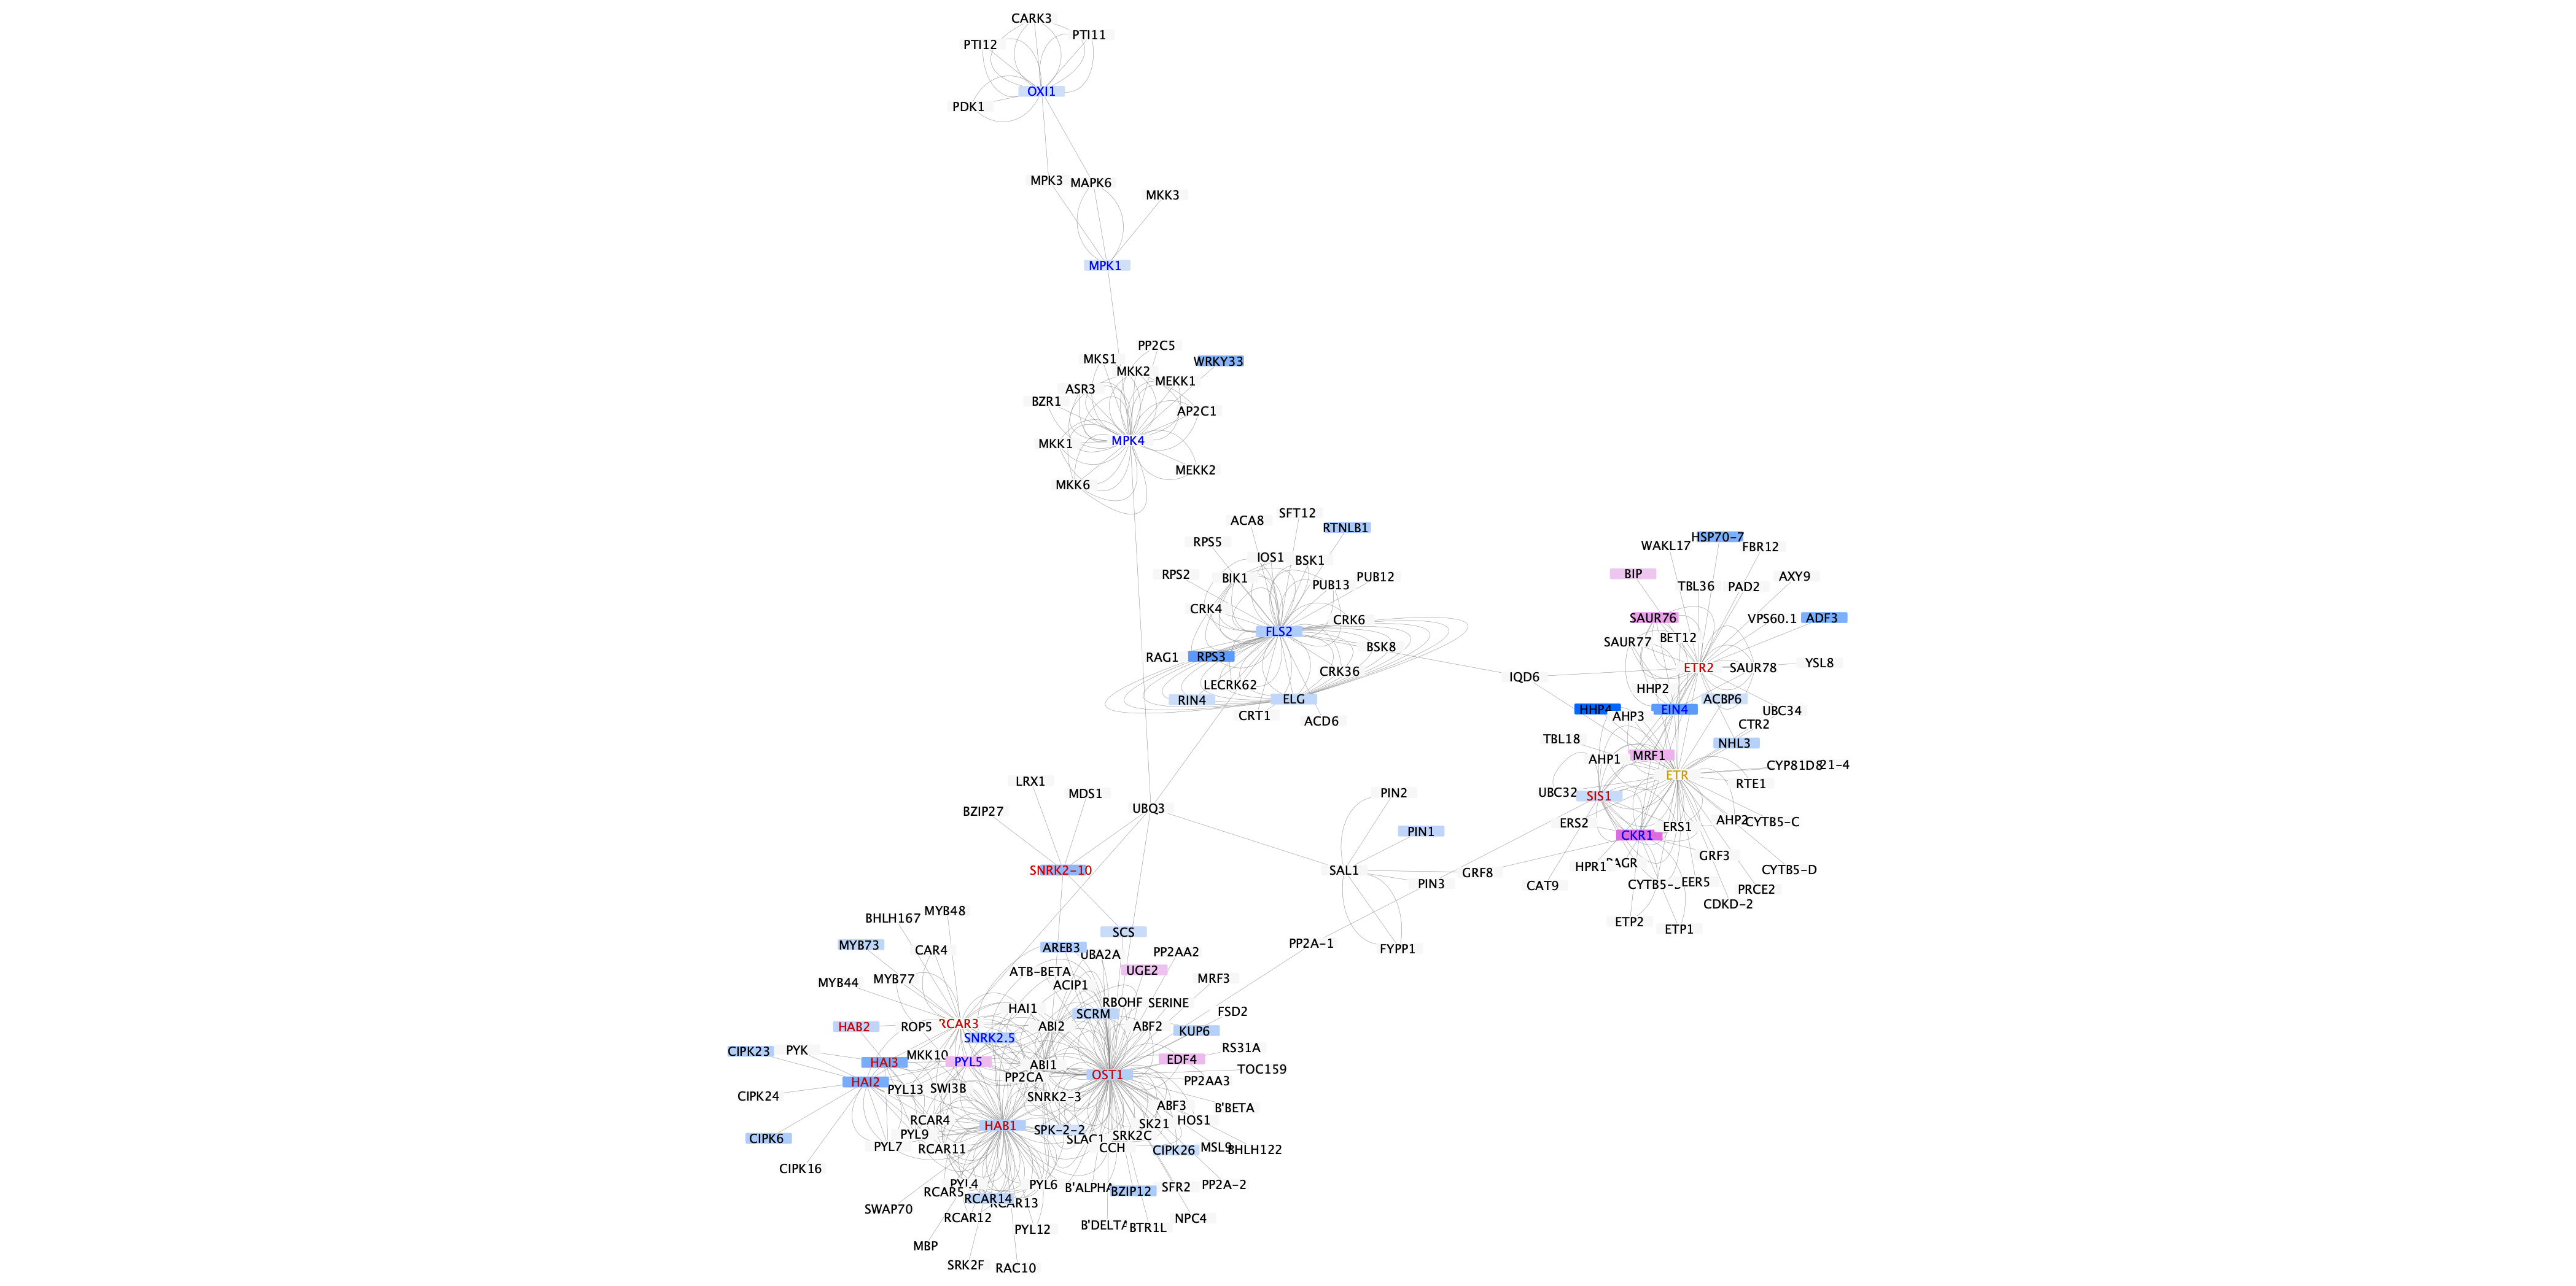 CARK3
PTI11
PTI12
OXI1
PDK1
MPK3
MAPK6
MKK3
MPK1
PP2C5
MKS1
WRKY33
MKK2
MEKK1
ASR3
BZR1
AP2C1
MPK4
MKK1
MEKK2
MKK6
SFT12
ACA8
RTNLB1
RPS5
IOS1
BSK1
RPS2
BIK1
PUB12
PUB13
CRK4
CRK6
FLS2
BSK8
RAG1
RPS3
CRK36
LECRK62
RIN4
ELG
CRT1
ACD6
IQD6
HSP70-7
WAKL17
FBR12
BIP
AXY9
TBL36
PAD2
SAUR76
VPS60.1
ADF3
BET12
SAUR77
ETR2
SAUR78
YSL8
HHP2
ACBP6
HHP4
EIN4
UBC34
AHP3
CTR2
TBL18
NHL3
MRF1
AHP1
CYP81D8
21-4
ETR
RTE1
UBC32
SIS1
ERS2
ERS1
AHP2
CYTB5-C
CKR1
GRF3
HPR1
CYTB5-D
CAT9
EER5
PRCE2
CDKD-2
ETP2
ETP1
LRX1
MDS1
BZIP27
UBQ3
PIN2
PIN1
SNRK2-10
SAL1
GRF8
PIN3
PP2A-1
FYPP1
MYB48
BHLH167
SCS
MYB73
CAR4
AREB3
UBA2A
PP2AA2
UGE2
ATB-BETA
MYB77
MYB44
ACIP1
MRF3
RBOHF
SERINE
HAI1
SCRM
FSD2
RCAR3
HAB2
ROP5
ABI2
ABF2
KUP6
SNRK2.5
RS31A
CIPK23
PYK
MKK10
EDF4
HAI3
PYL5
ABI1
TOC159
PP2CA
OST1
PP2AA3
HAI2
PYL13
SWI3B
SNRK2-3
CIPK24
ABF3
B'BETA
RCAR4
HOS1
HAB1
SPK-2-2
SK21
PYL9
SRK2C
CIPK6
SLAC1
PYL7
RCAR11
CCH
CIPK26
MSL9
BHLH122
CIPK16
PYL4
PYL6
B'ALPHA
BZIP12
SFR2
PP2A-2
RCAR5
RCAR14
RCAR13
SWAP70
RCAR12
NPC4
PYL12
B'DELTA
BTR1L
MBP
SRK2F
RAC10